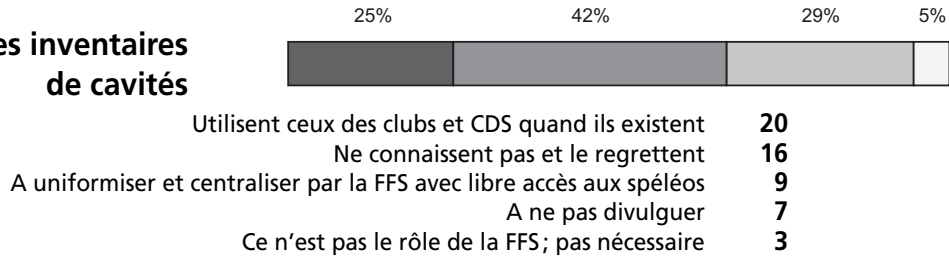 25% 42% 29% 5%
es inventaires
de cavités
Utilisent ceux des clubs et CDS quand ils existent 20
Ne connaissent pas et le regrettent 16
A uniformiser et centraliser par la FFS avec libre accès aux spéléos 9
A ne pas divulguer 7
Ce n’est pas le rôle de la FFS; pas nécessaire 3